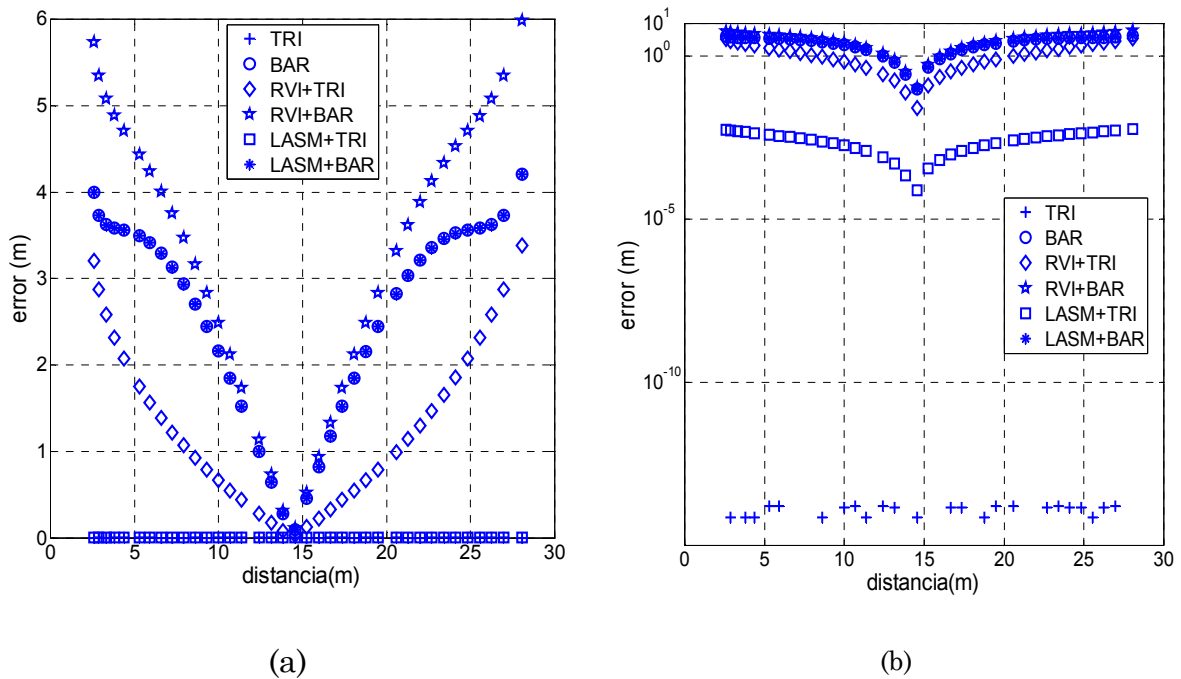 6
5
4
3
2
1
0
error (m)
0
5
10
15
20
25
30
distancia(m)
TRI
BAR
RVI+TRI
RVI+BAR
LASM+TRI
LASM+BAR
(a)
10^1
10^0
10^-5
10^-10
error (m)
0
5
10
15
20
25
30
distancia(m)
TRI
BAR
RVI+TRI
RVI+BAR
LASM+TRI
LASM+BAR
(b)